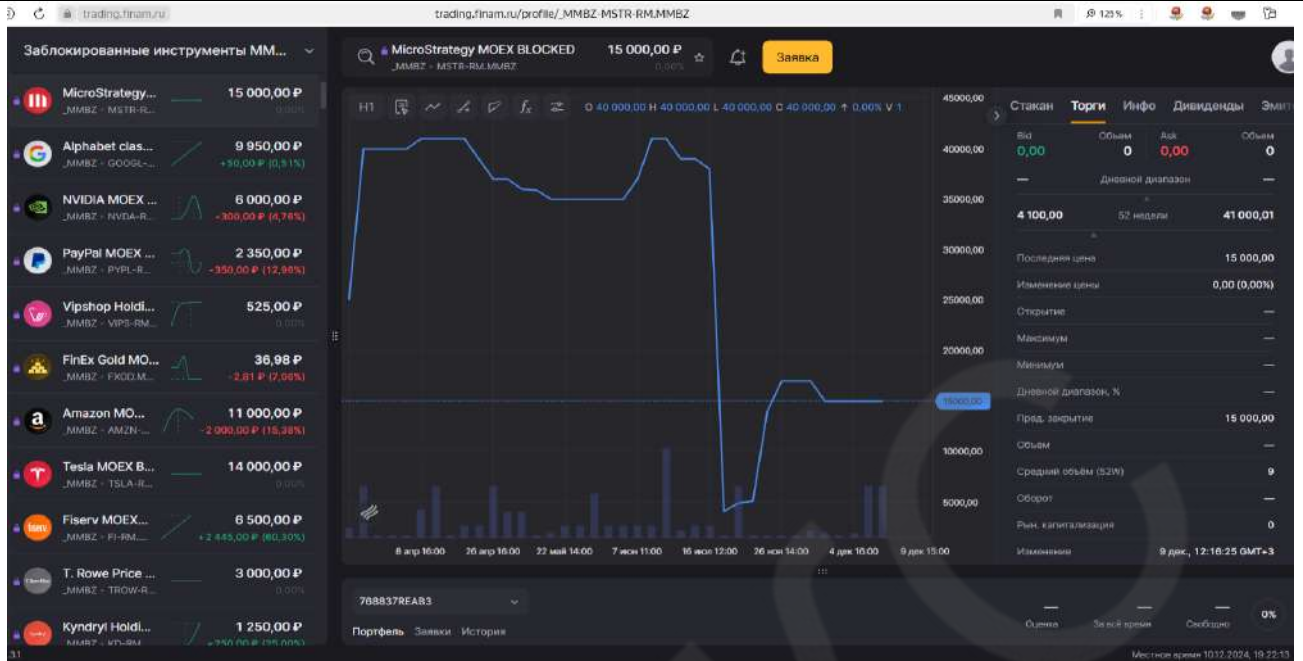 trading.finam.ru
trading.finam.ru/profile/_MMBZ-MSTR-RM.MMBZ
125%
Заблокированные инструменты ММ...
MicroStrategy MOEX BLOCKED
_MMBZ - MSTR-RM.MMBZ
15 000,00 ₽
0,00%
Заявка
MicroStrategy...
15 000,00 ₽
_MMBZ - MSTR-R...
0,00%
Alphabet clas...
9 950,00 ₽
_MMBZ - GOOGL-...
+50,00 ₽ (0,51%)
NVIDIA MOEX ...
6 000,00 ₽
_MMBZ - NVDA-R...
-300,00 ₽ (4,76%)
PayPal MOEX ...
2 350,00 ₽
_MMBZ - PYPL-R...
-350,00 ₽ (12,96%)
Vipshop Holdi...
525,00 ₽
_MMBZ - VIPS-RM...
0,00%
FinEx Gold MO...
36,98 ₽
_MMBZ - FXGD.M...
-2,81 ₽ (7,06%)
Amazon MO...
11 000,00 ₽
_MMBZ - AMZN-...
-2 000,00 ₽ (15,38%)
Tesla MOEX B...
14 000,00 ₽
_MMBZ - TSLA-R...
0,00%
Fiserv MOEX...
6 500,00 ₽
_MMBZ - FI-RM....
+2 445,00 ₽ (60,30%)
T. Rowe Price ...
3 000,00 ₽
_MMBZ - TROW-R...
0,00%
Kyndryl Holdi...
1 250,00 ₽
_MMBZ - KD-RM
+250,00 ₽ (25,00%)
H1
O 40 000,00 H 40 000,00 L 40 000,00 C 40 000,00 ↑ 0,00% V 1
45000,00
40000,00
35000,00
30000,00
25000,00
20000,00
15000,00
10000,00
5000,00
8 апр 16:00
26 апр 16:00
22 май 14:00
7 июн 11:00
16 июл 12:00
26 ноя 14:00
4 дек 16:00
9 дек 15:00
Стакан
Торги
Инфо
Дивиденды
Bid
Объем
Ask
Объем
0,00
0
0,00
0
— Дневной диапазон —
4 100,00
52 недели
41 000,01
Последняя цена
15 000,00
Изменение цены
0,00 (0,00%)
Открытие
—
Максимум
—
Минимум
—
Дневной диапазон, %
—
Пред. закрытие
15 000,00
Объем
—
Средний объём (52W)
9
Оборот
—
Рын. капитализация
0
Изменение
9 дек., 12:16:25 GMT+3
768837REAB3
Портфель
Заявки
История
—
Оценка
—
За всё время
—
Свободно
0%
Местное время 10.12.2024, 19:22:13